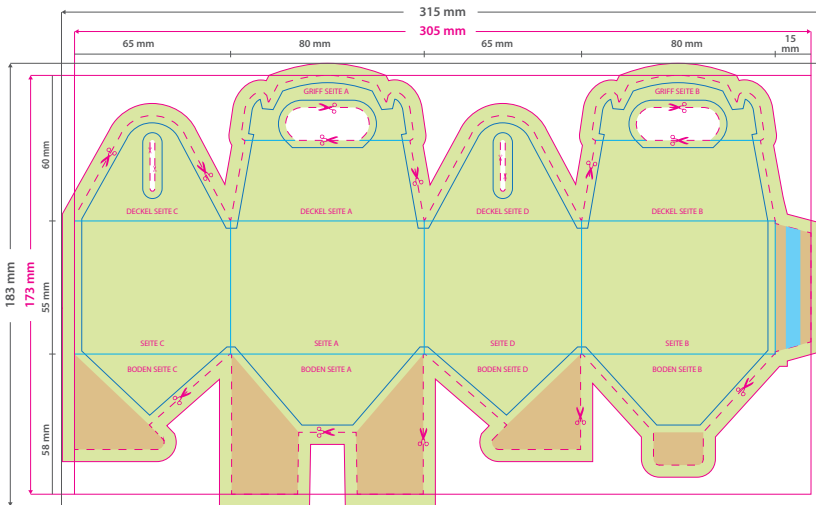 315 mm
305 mm
65 mm
80 mm
65 mm
80 mm
15
mm
GRIFF SEITE A
GRIFF SEITE B
60 mm
DECKEL SEITE C
DECKEL SEITE A
DECKEL SEITE D
DECKEL SEITE B
183 mm
173 mm
55 mm
SEITE C
SEITE A
SEITE D
SEITE B
BODEN SEITE C
BODEN SEITE A
BODEN SEITE D
BODEN SEITE B
58 mm